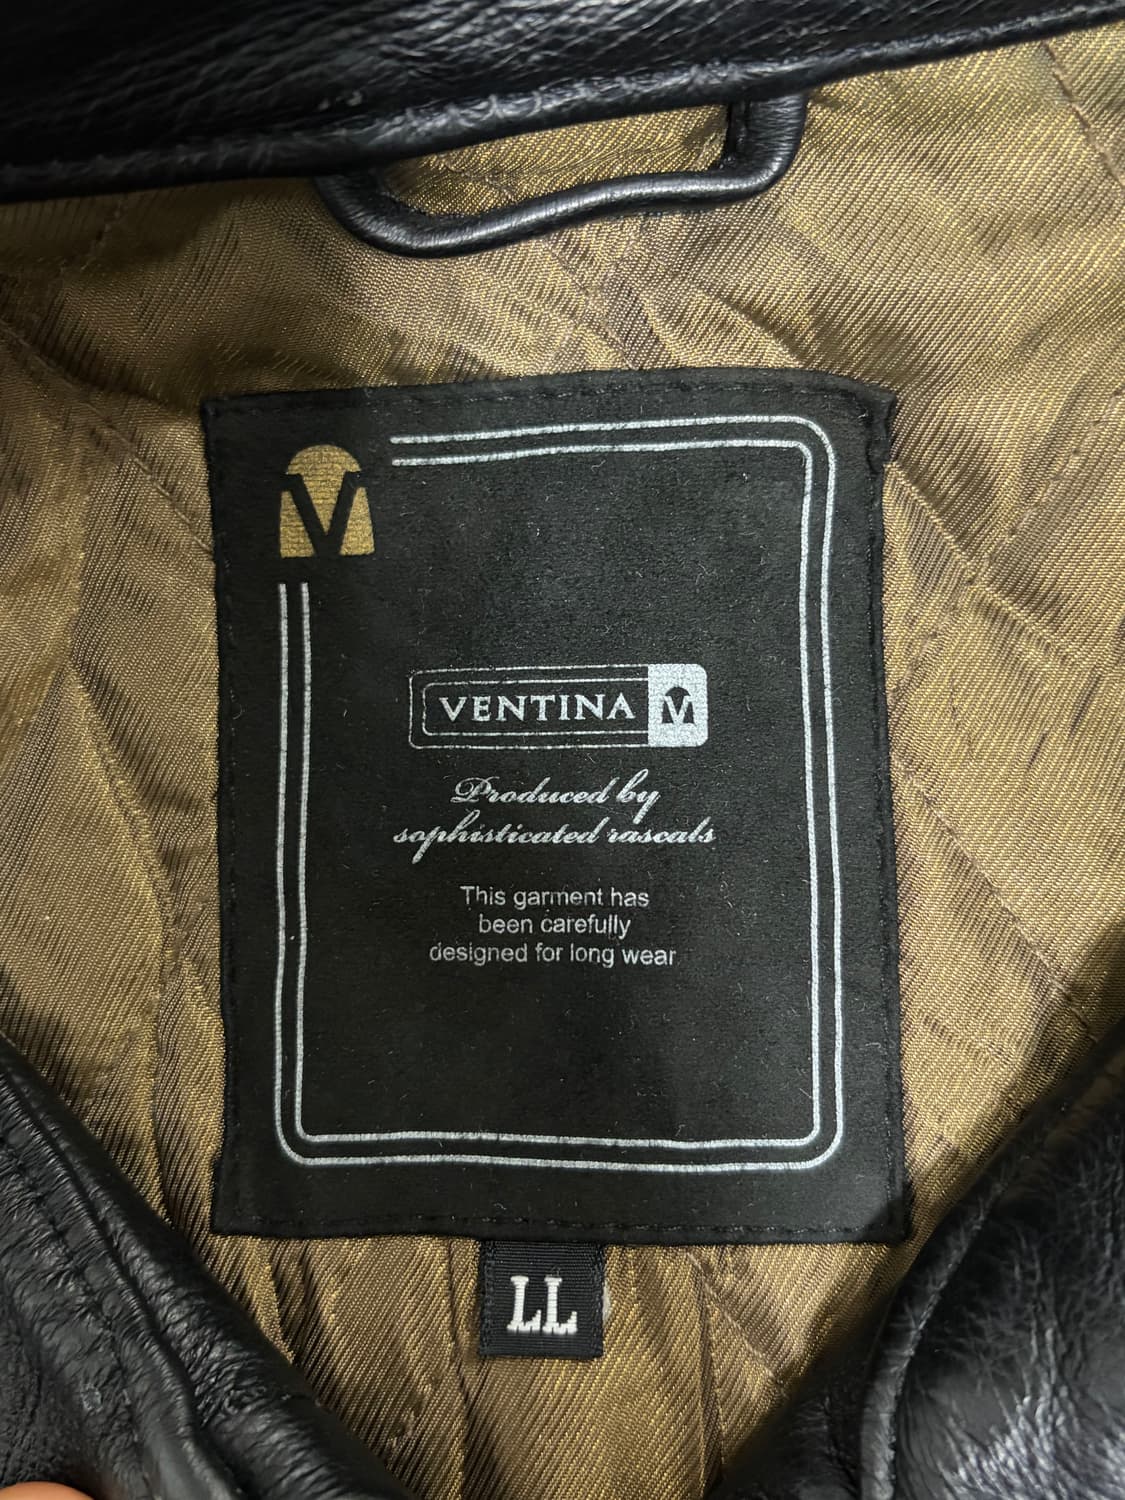 VENTINA
Produced by
sophisticated rascals
This garment has
been carefully
designed for long wear
LL